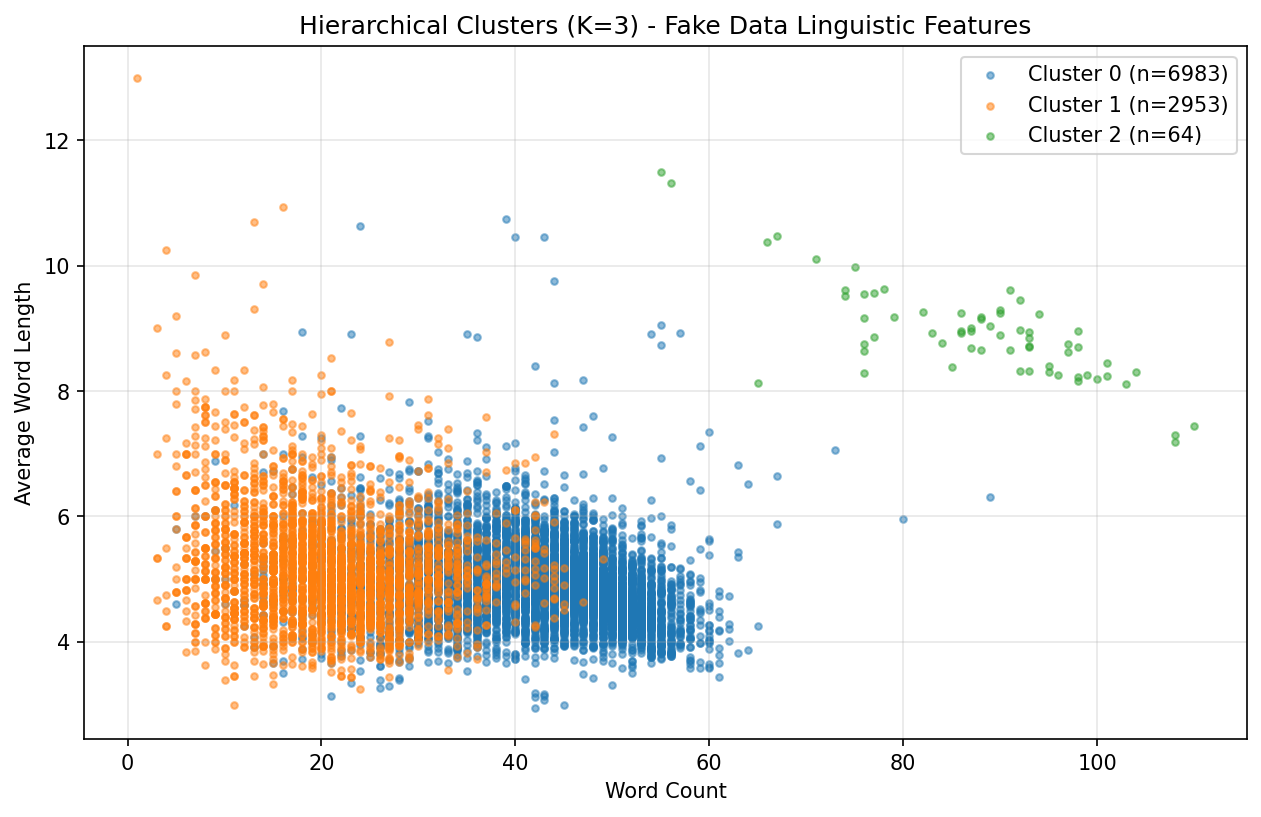 Hierarchical Clusters (K=3) - Fake Data Linguistic Features
Cluster 0 (n=6983)
Cluster 1 (n=2953)
Cluster 2 (n=64)
Average Word Length
12
10
8
6
4
0 20 40 60 80 100
Word Count